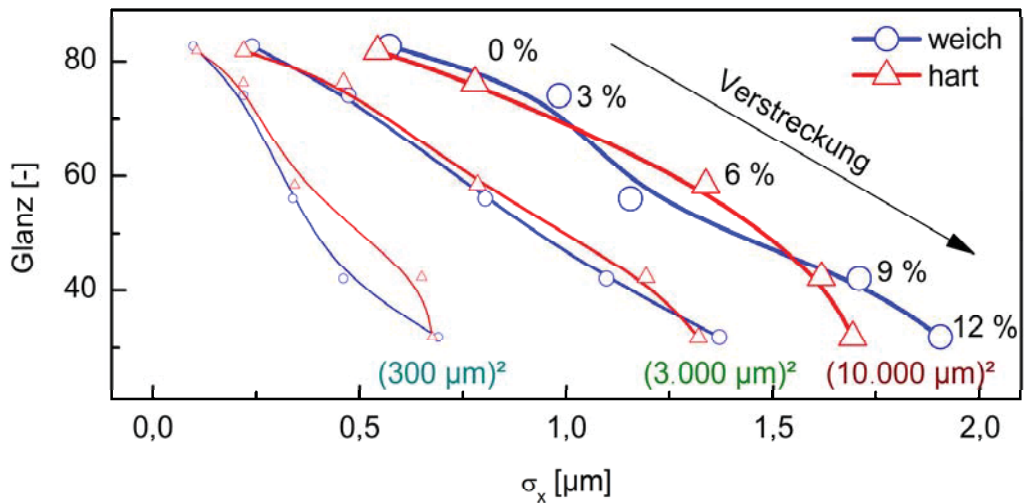 80
60
40
Glanz [-]
0 %
3 %
6 %
9 %
12 %
Verstreckung
weich
hart
(300 µm)²
(3.000 µm)²
(10.000 µm)²
0,0
0,5
1,0
1,5
2,0
σx [µm]